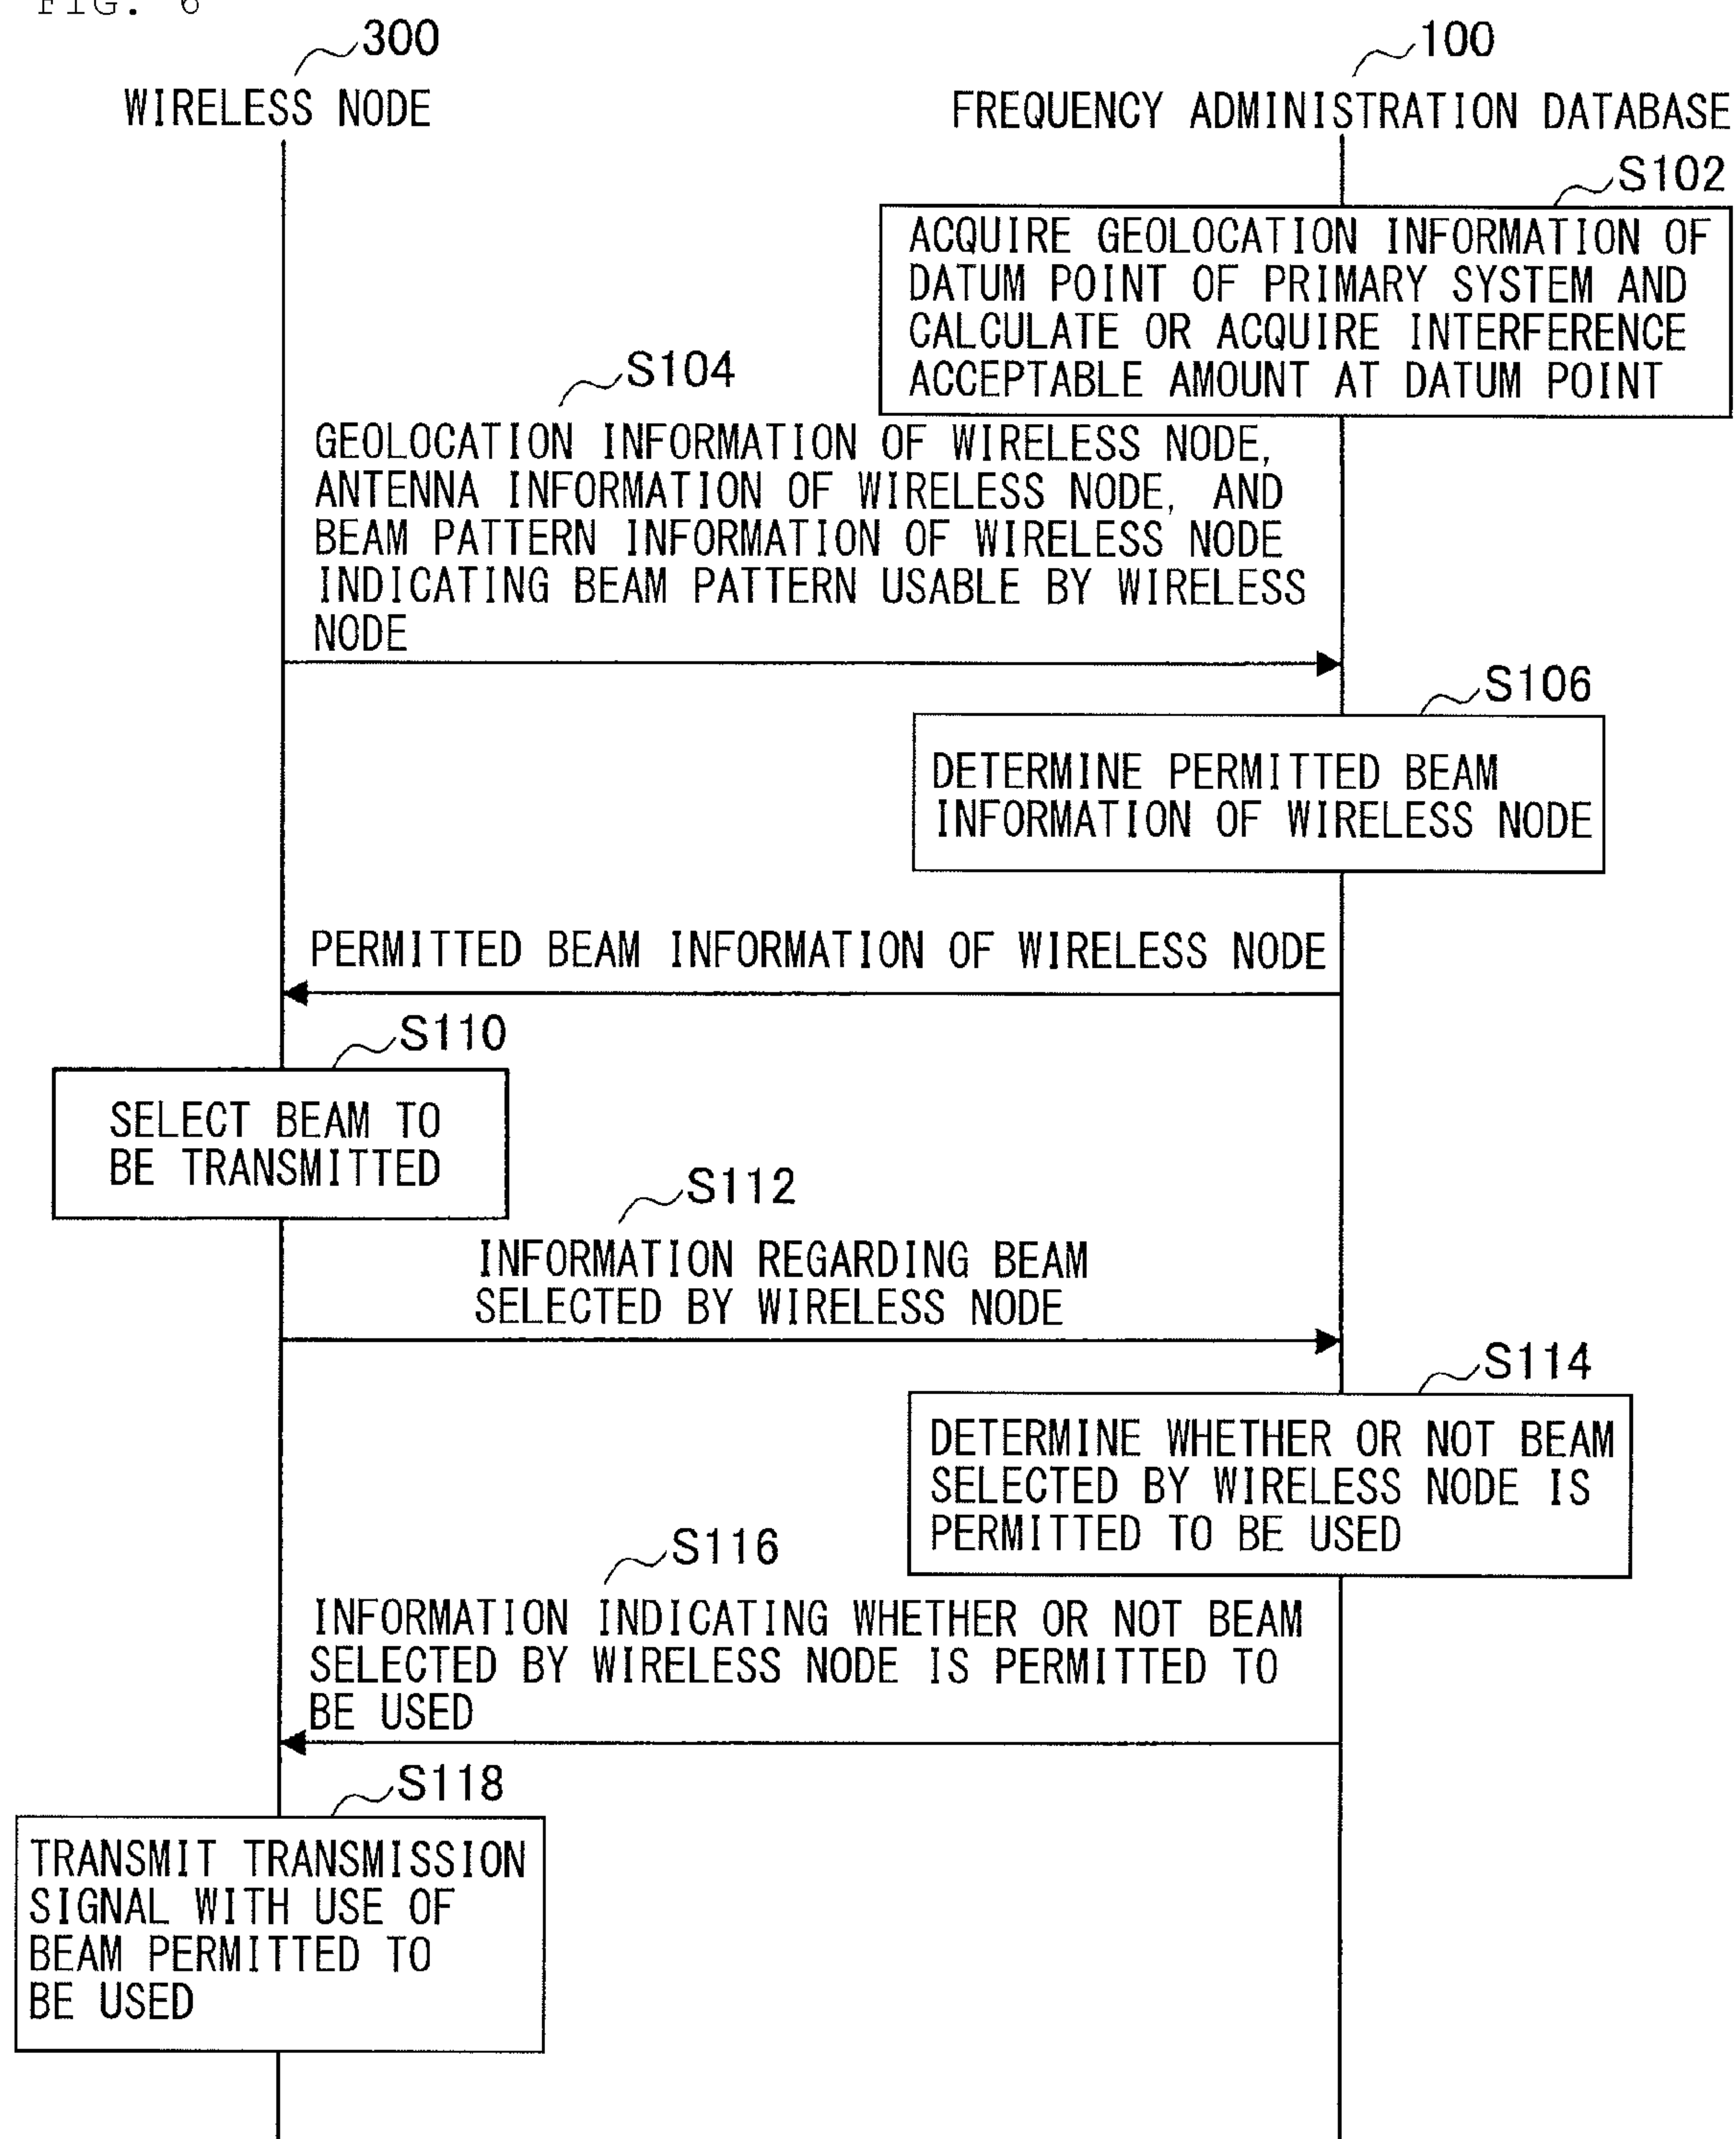 FIG. 6
300
WIRELESS NODE
100
FREQUENCY ADMINISTRATION DATABASE
S102
ACQUIRE GEOLOCATION INFORMATION OF
DATUM POINT OF PRIMARY SYSTEM AND
CALCULATE OR ACQUIRE INTERFERENCE
ACCEPTABLE AMOUNT AT DATUM POINT
S104
GEOLOCATION INFORMATION OF WIRELESS NODE,
ANTENNA INFORMATION OF WIRELESS NODE, AND
BEAM PATTERN INFORMATION OF WIRELESS NODE
INDICATING BEAM PATTERN USABLE BY WIRELESS
NODE
S106
DETERMINE PERMITTED BEAM
INFORMATION OF WIRELESS NODE
PERMITTED BEAM INFORMATION OF WIRELESS NODE
S110
SELECT BEAM TO
BE TRANSMITTED
S112
INFORMATION REGARDING BEAM
SELECTED BY WIRELESS NODE
S114
DETERMINE WHETHER OR NOT BEAM
SELECTED BY WIRELESS NODE IS
PERMITTED TO BE USED
S116
INFORMATION INDICATING WHETHER OR NOT BEAM
SELECTED BY WIRELESS NODE IS PERMITTED TO
BE USED
S118
TRANSMIT TRANSMISSION
SIGNAL WITH USE OF
BEAM PERMITTED TO
BE USED